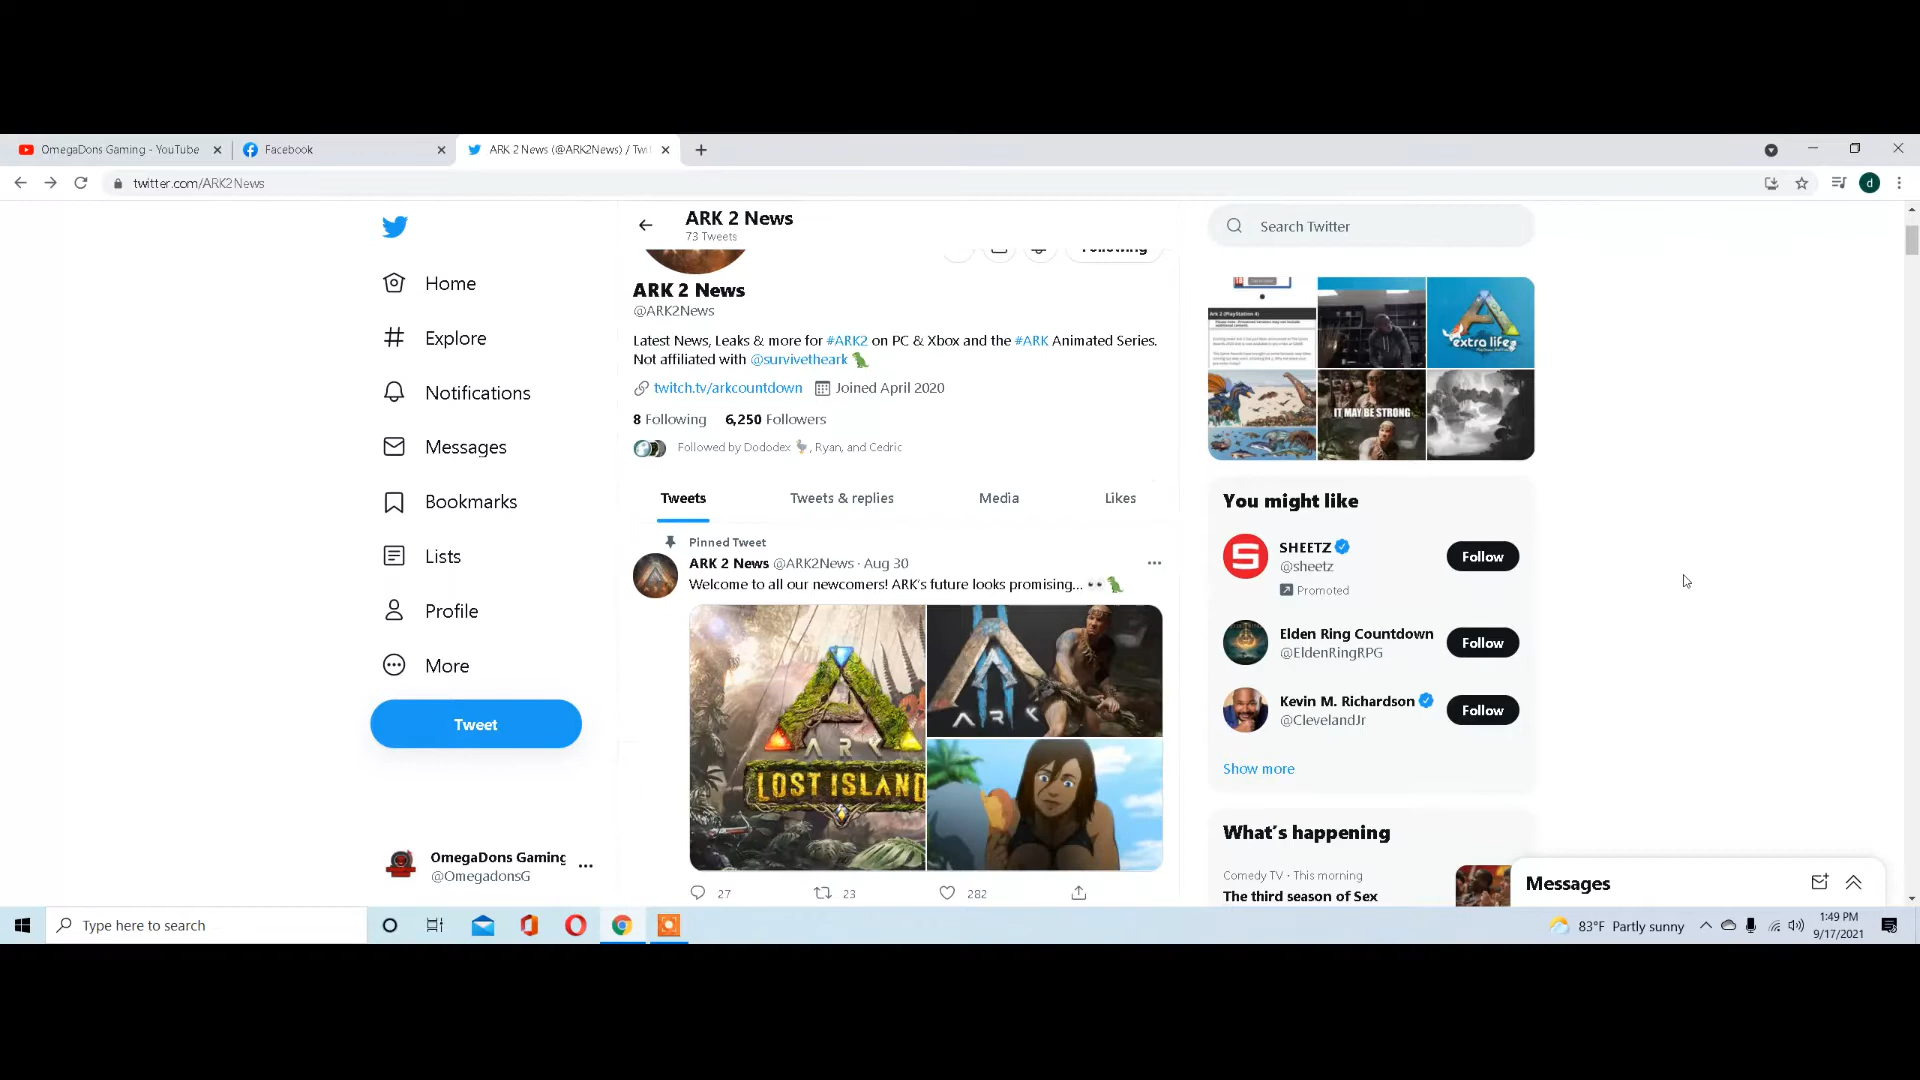 OmegaDons Gaming - YouTube
Facebook
ARK 2 News (@ARK2News) / Twi
twitter.com/ARK2News
d
Home
Explore
Notifications
Messages
Bookmarks
Lists
Profile
More
Tweet
OmegaDons Gaming
@OmegadonsG
ARK 2 News
73 Tweets
Following
ARK 2 News
@ARK2News
Latest News, Leaks & more for #ARK2 on PC & Xbox and the #ARK Animated Series.
Not affiliated with @survivetheark
twitch.tv/arkcountdown Joined April 2020
8 Following 6,250 Followers
Followed by Dododex, Ryan, and Cedric
Tweets Tweets & replies Media Likes
Pinned Tweet
ARK 2 News @ARK2News · Aug 30
Welcome to all our newcomers! ARK's future looks promising...
ARK
LOST ISLAND
ARK
27 23 282
Search Twitter
Ark 2 (PlayStation 4)
extra life
IT MAY BE STRONG
You might like
SHEETZ
@sheetz
Promoted
Follow
Elden Ring Countdown
@EldenRingRPG
Follow
Kevin M. Richardson
@ClevelandJr
Follow
Show more
What's happening
Comedy TV · This morning
The third season of Sex
Messages
Type here to search
83°F Partly sunny
1:49 PM
9/17/2021